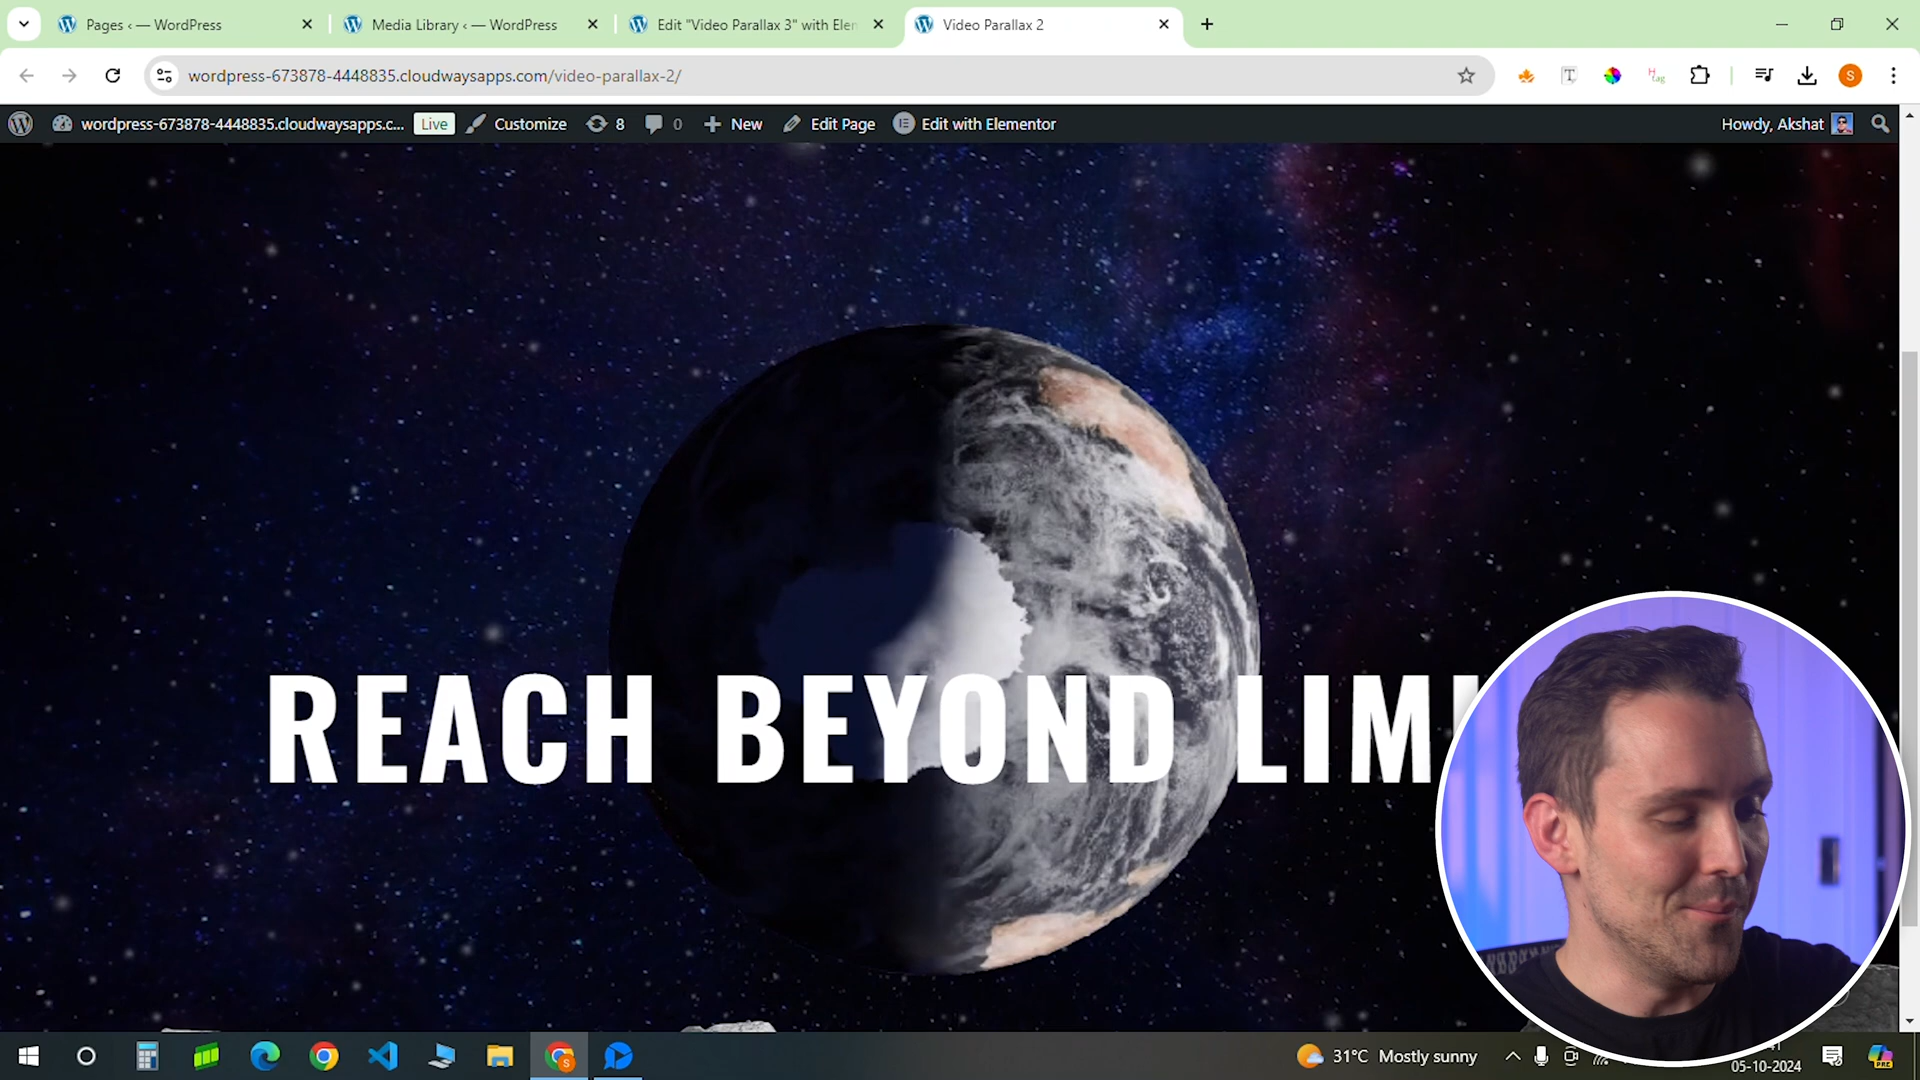 Pages ‹ — WordPress
Media Library ‹ — WordPress
Edit "Video Parallax 3" with Elem
Video Parallax 2
wordpress-673878-4448835.cloudwaysapps.com/video-parallax-2/
wordpress-673878-4448835.cloudwaysapps.c... Live Customize 8 0 New Edit Page Edit with Elementor Howdy, Akshat
REACH BEYOND LIMI
31°C Mostly sunny
05-10-2024